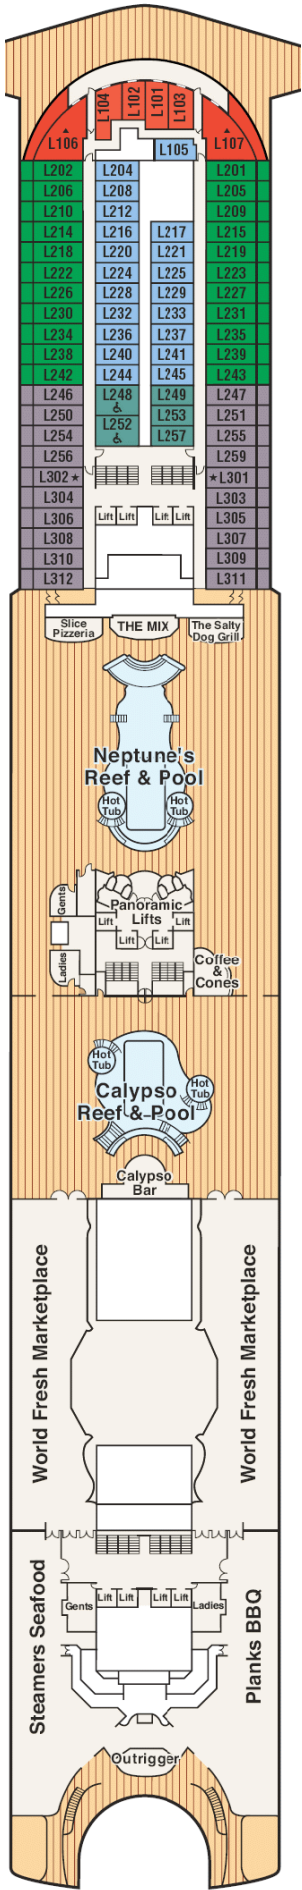 L104 L102 L101 L103
L106 L105 L107
L202 L204 L201
L206 L208 L205
L210 L212 L209
L214 L216 L217 L215
L218 L220 L221 L219
L222 L224 L225 L223
L226 L228 L229 L227
L230 L232 L233 L231
L234 L236 L237 L235
L238 L240 L241 L239
L242 L244 L245 L243
L246 L248 L249 L247
L250 L253 L251
L254 L252 L257 L255
L256 L259
L302 ★ ★ L301
L304 L303
L306 Lift Lift Lift Lift L305
L308 L307
L310 L309
L312 L311
Slice
Pizzeria
THE MIX
The Salty
Dog Grill
Neptune's
Reef & Pool
Hot
Tub
Hot
Tub
Panoramic
Lifts
Gents
Lift Lift
Lift Lift
Ladies
Coffee
&
Cones
Hot
Tub
Hot
Tub
Calypso
Reef & Pool
Calypso
Bar
World Fresh Marketplace
World Fresh Marketplace
Steamers Seafood
Planks BBQ
Lift Lift Lift Lift
Gents Ladies
Outrigger